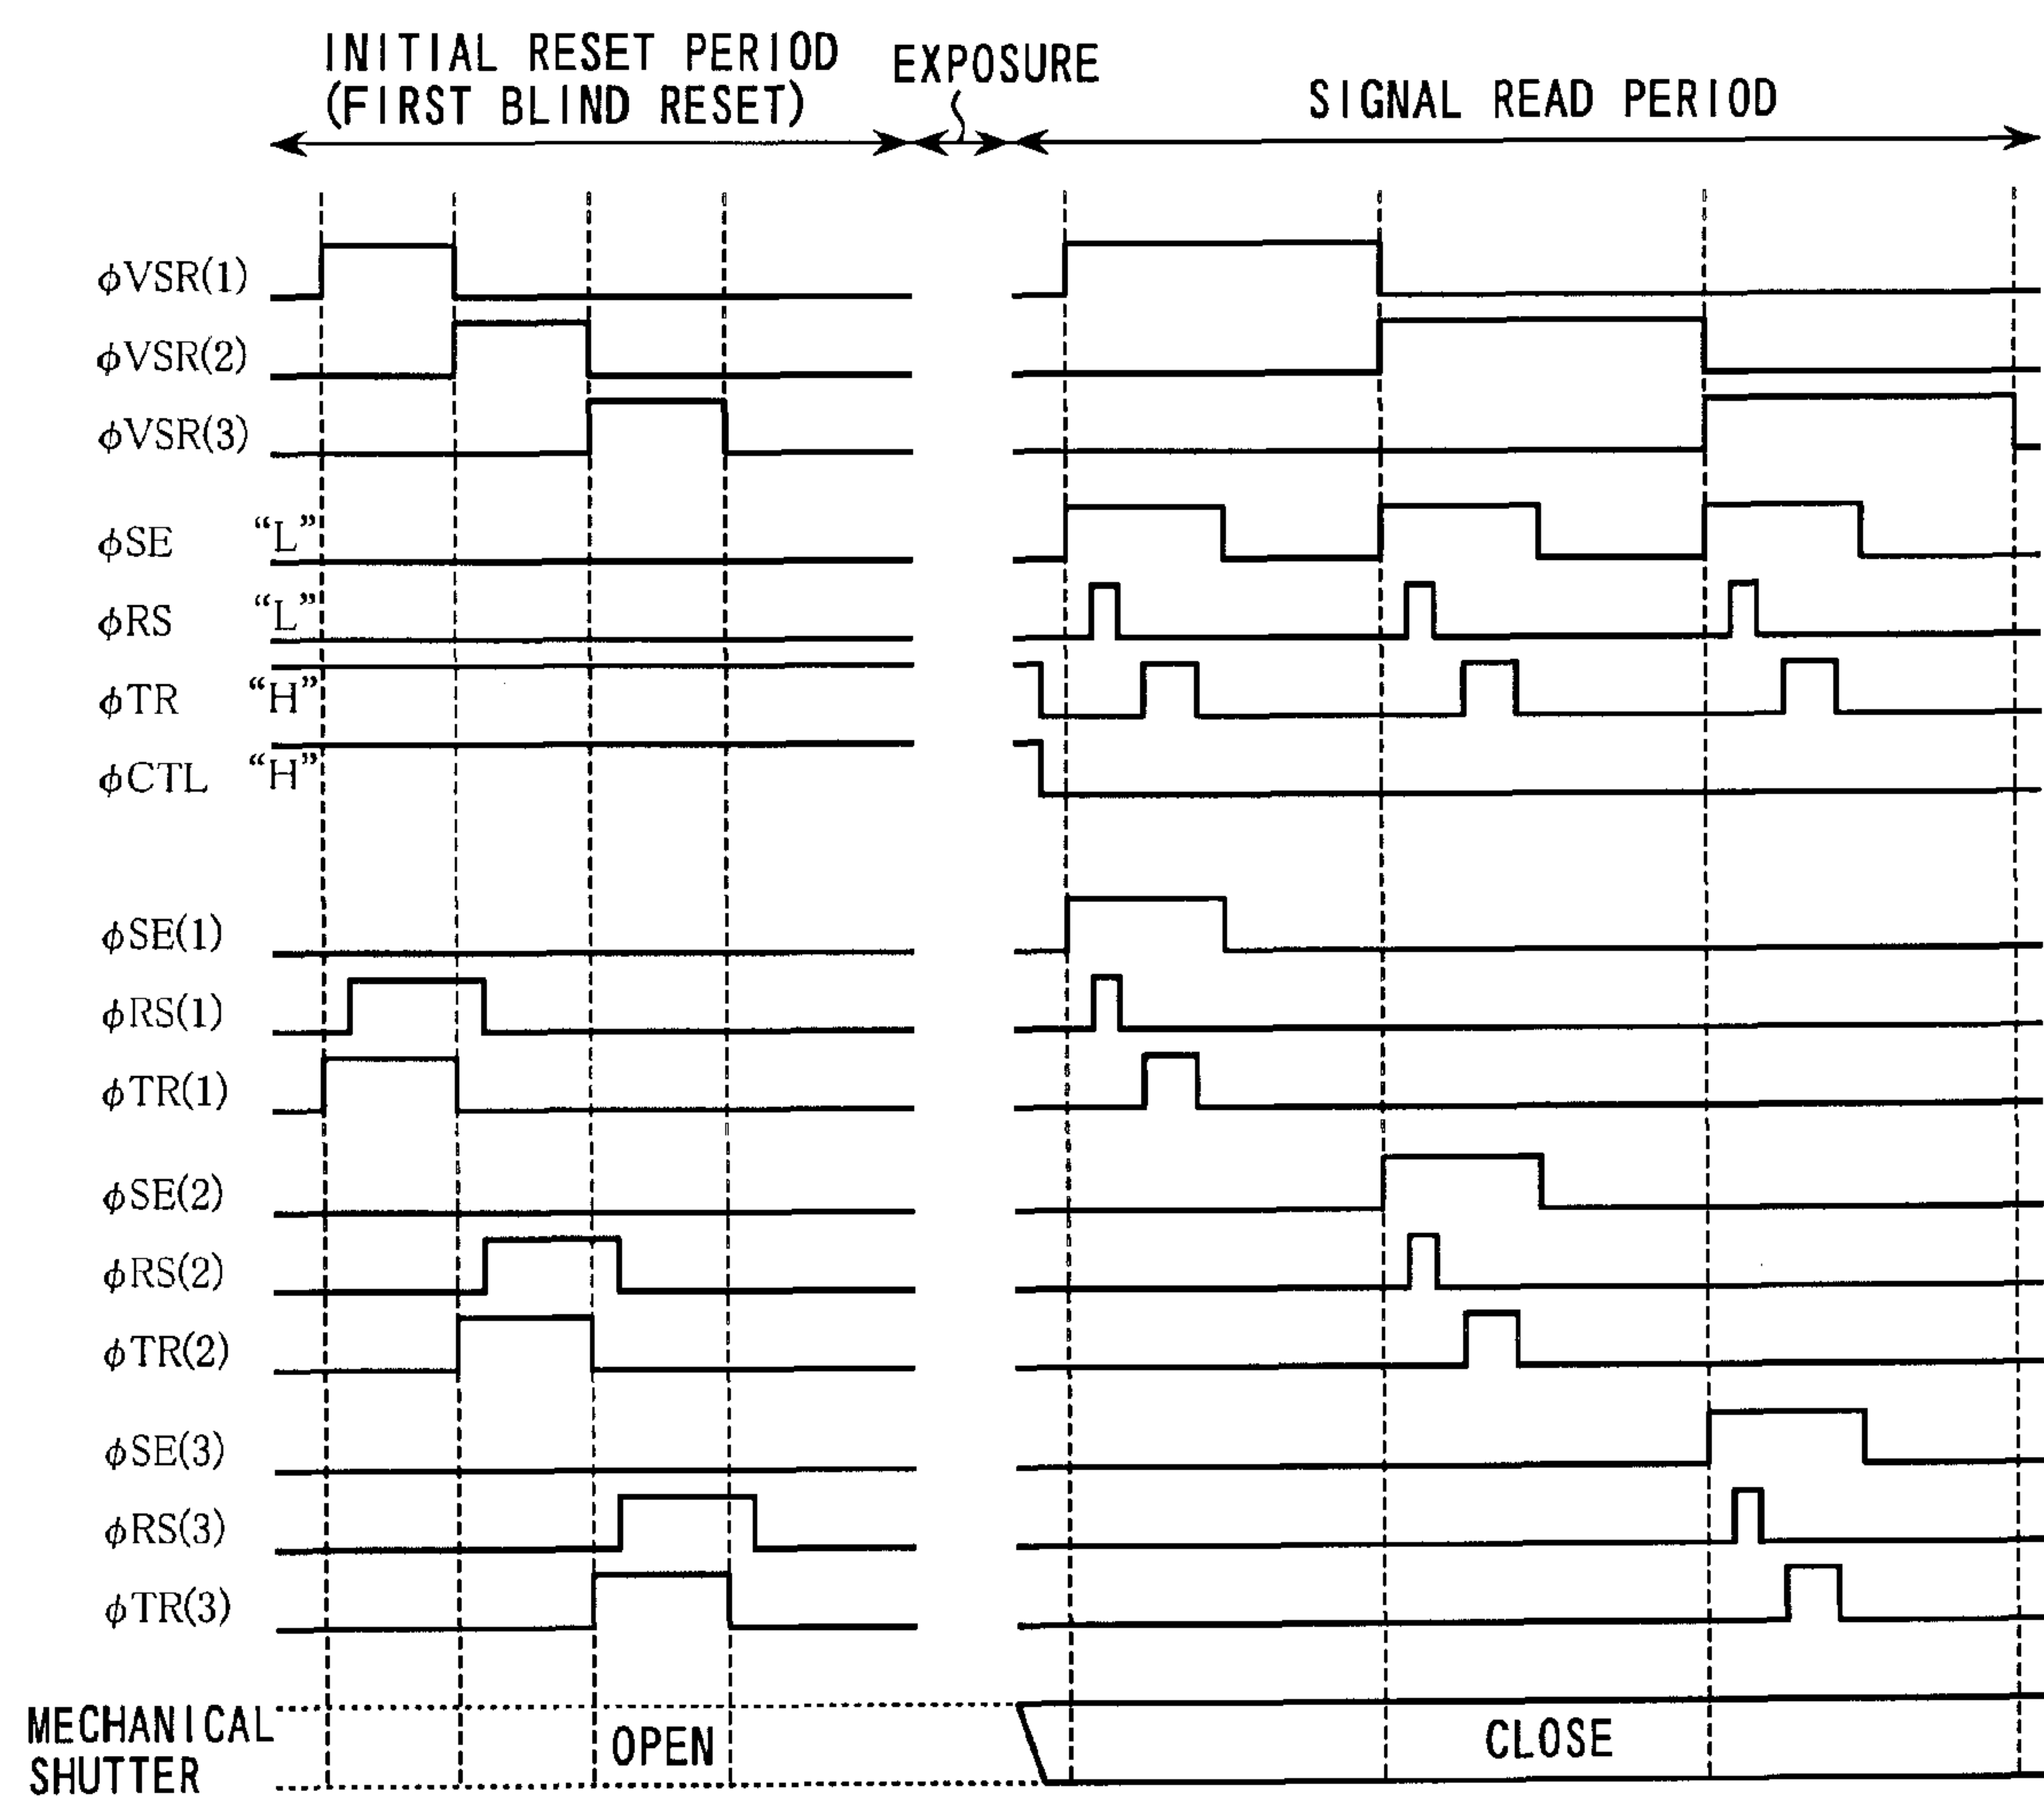 INITIAL RESET PERIOD
(FIRST BLIND RESET)
EXPOSURE
SIGNAL READ PERIOD
ϕVSR(1)
ϕVSR(2)
ϕVSR(3)
ϕSE “L”
ϕRS “L”
ϕTR “H”
ϕCTL “H”
ϕSE(1)
ϕRS(1)
ϕTR(1)
ϕSE(2)
ϕRS(2)
ϕTR(2)
ϕSE(3)
ϕRS(3)
ϕTR(3)
MECHANICAL
SHUTTER
OPEN
CLOSE